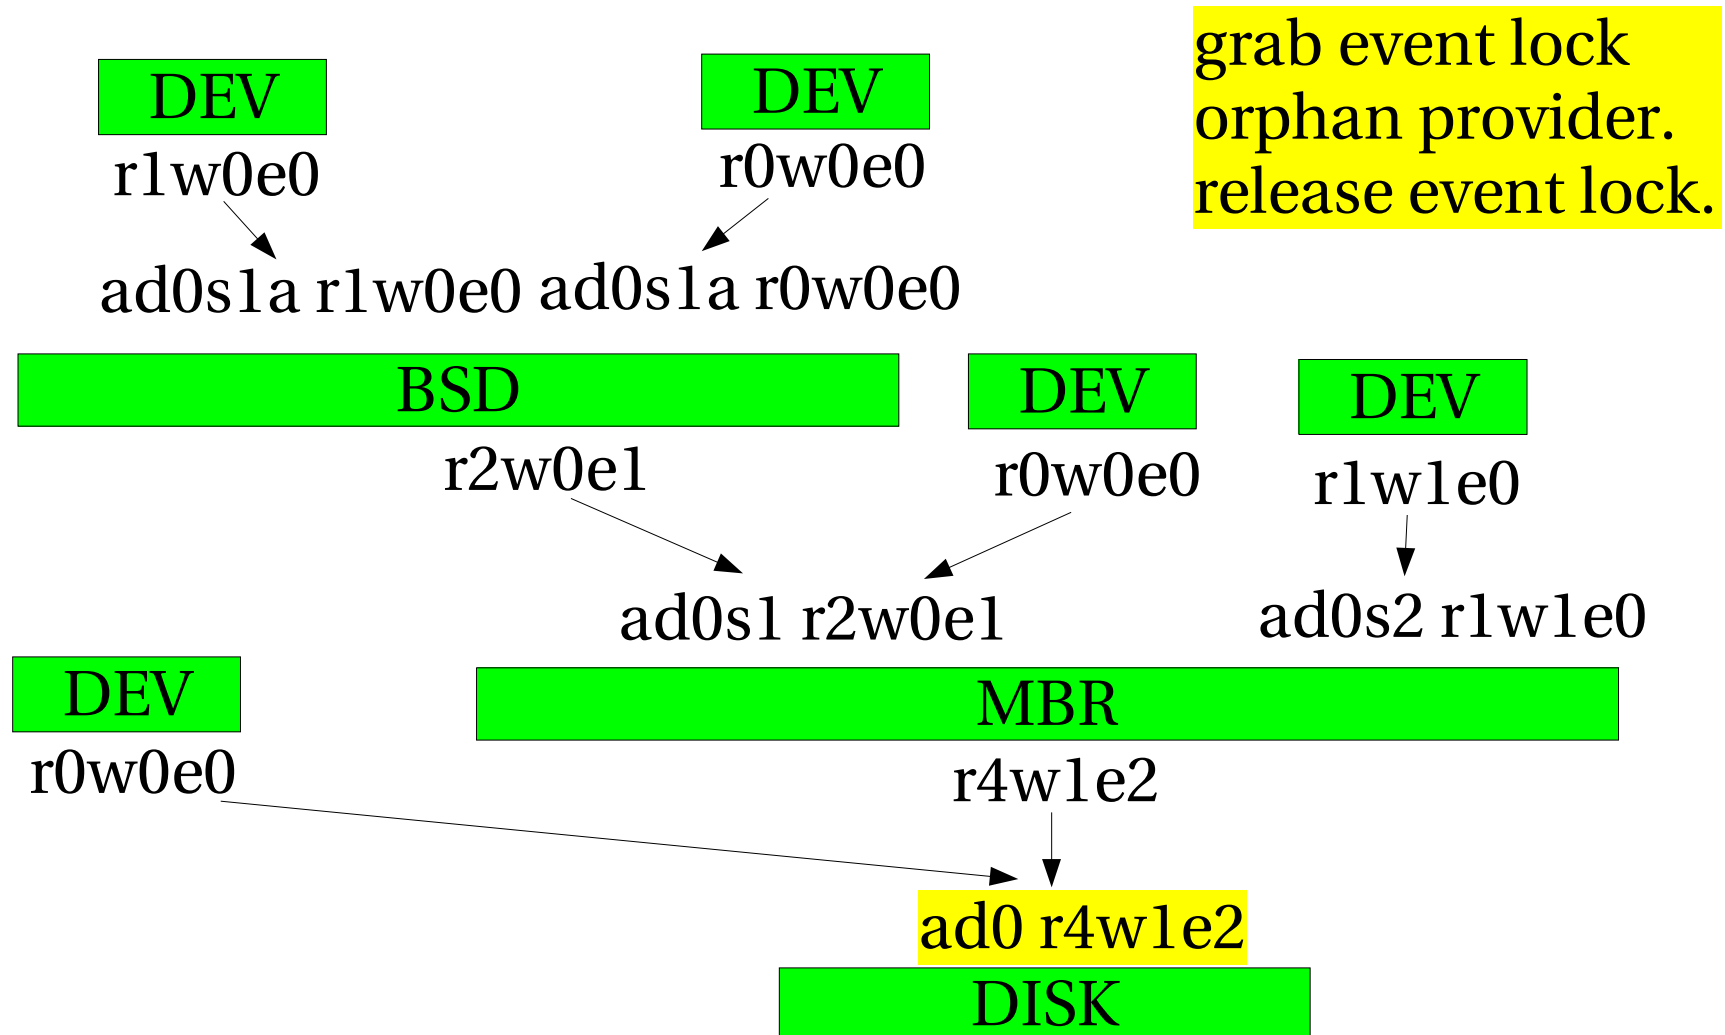 grab event lock
orphan provider.
release event lock.
DEV
DEV
r1w0e0
r0w0e0
ad0s1a r1w0e0
ad0s1a r0w0e0
BSD
DEV
DEV
r2w0e1
r0w0e0
r1w1e0
ad0s1 r2w0e1
ad0s2 r1w1e0
DEV
MBR
r0w0e0
r4w1e2
ad0 r4w1e2
DISK